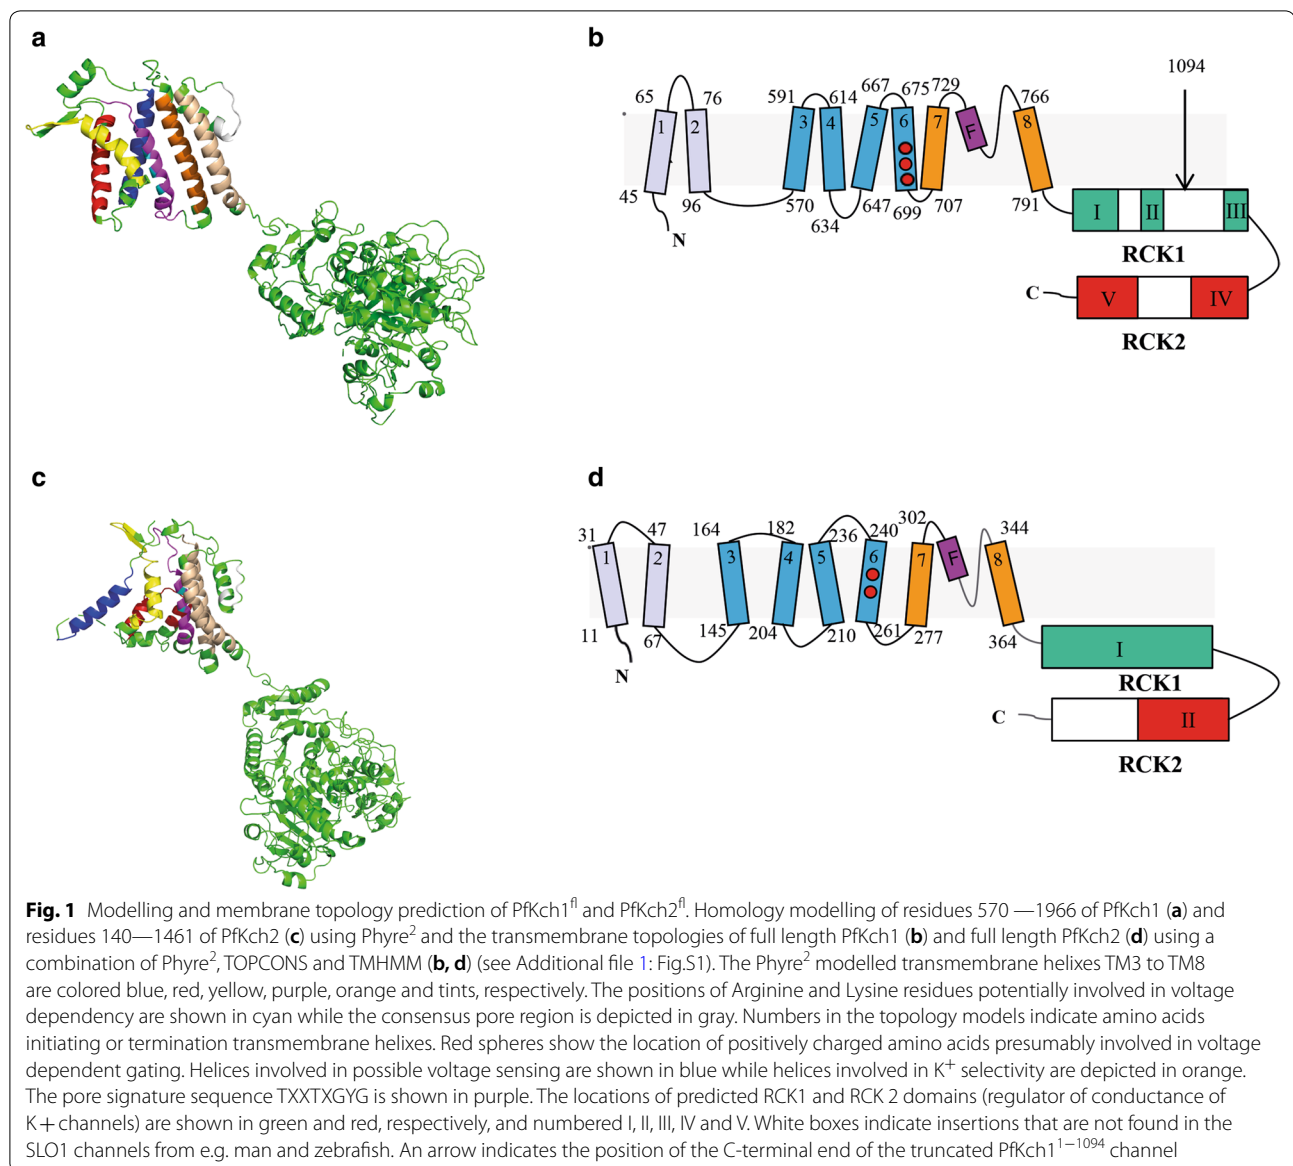 a
b
1094
65
76
591
614
667
675
729
766
1
2
3
4
5
6
7
F
8
45
96
570
634
647
699
707
791
N
I
II
III
RCK1
C
V
IV
RCK2
c
d
31
47
164
182
236
240
302
344
1
2
3
4
5
6
7
F
8
11
67
145
204
210
261
277
364
N
I
RCK1
C
II
RCK2
Fig. 1 Modelling and membrane topology prediction of PfKch1ᶠˡ and PfKch2ᶠˡ. Homology modelling of residues 570 —1966 of PfKch1 (a) and
residues 140—1461 of PfKch2 (c) using Phyre² and the transmembrane topologies of full length PfKch1 (b) and full length PfKch2 (d) using a
combination of Phyre², TOPCONS and TMHMM (b, d) (see Additional file 1: Fig.S1). The Phyre² modelled transmembrane helixes TM3 to TM8
are colored blue, red, yellow, purple, orange and tints, respectively. The positions of Arginine and Lysine residues potentially involved in voltage
dependency are shown in cyan while the consensus pore region is depicted in gray. Numbers in the topology models indicate amino acids
initiating or termination transmembrane helixes. Red spheres show the location of positively charged amino acids presumably involved in voltage
dependent gating. Helices involved in possible voltage sensing are shown in blue while helices involved in K⁺ selectivity are depicted in orange.
The pore signature sequence TXXTXGYG is shown in purple. The locations of predicted RCK1 and RCK 2 domains (regulator of conductance of
K + channels) are shown in green and red, respectively, and numbered I, II, III, IV and V. White boxes indicate insertions that are not found in the
SLO1 channels from e.g. man and zebrafish. An arrow indicates the position of the C-terminal end of the truncated PfKch1¹⁻¹⁰⁹⁴ channel